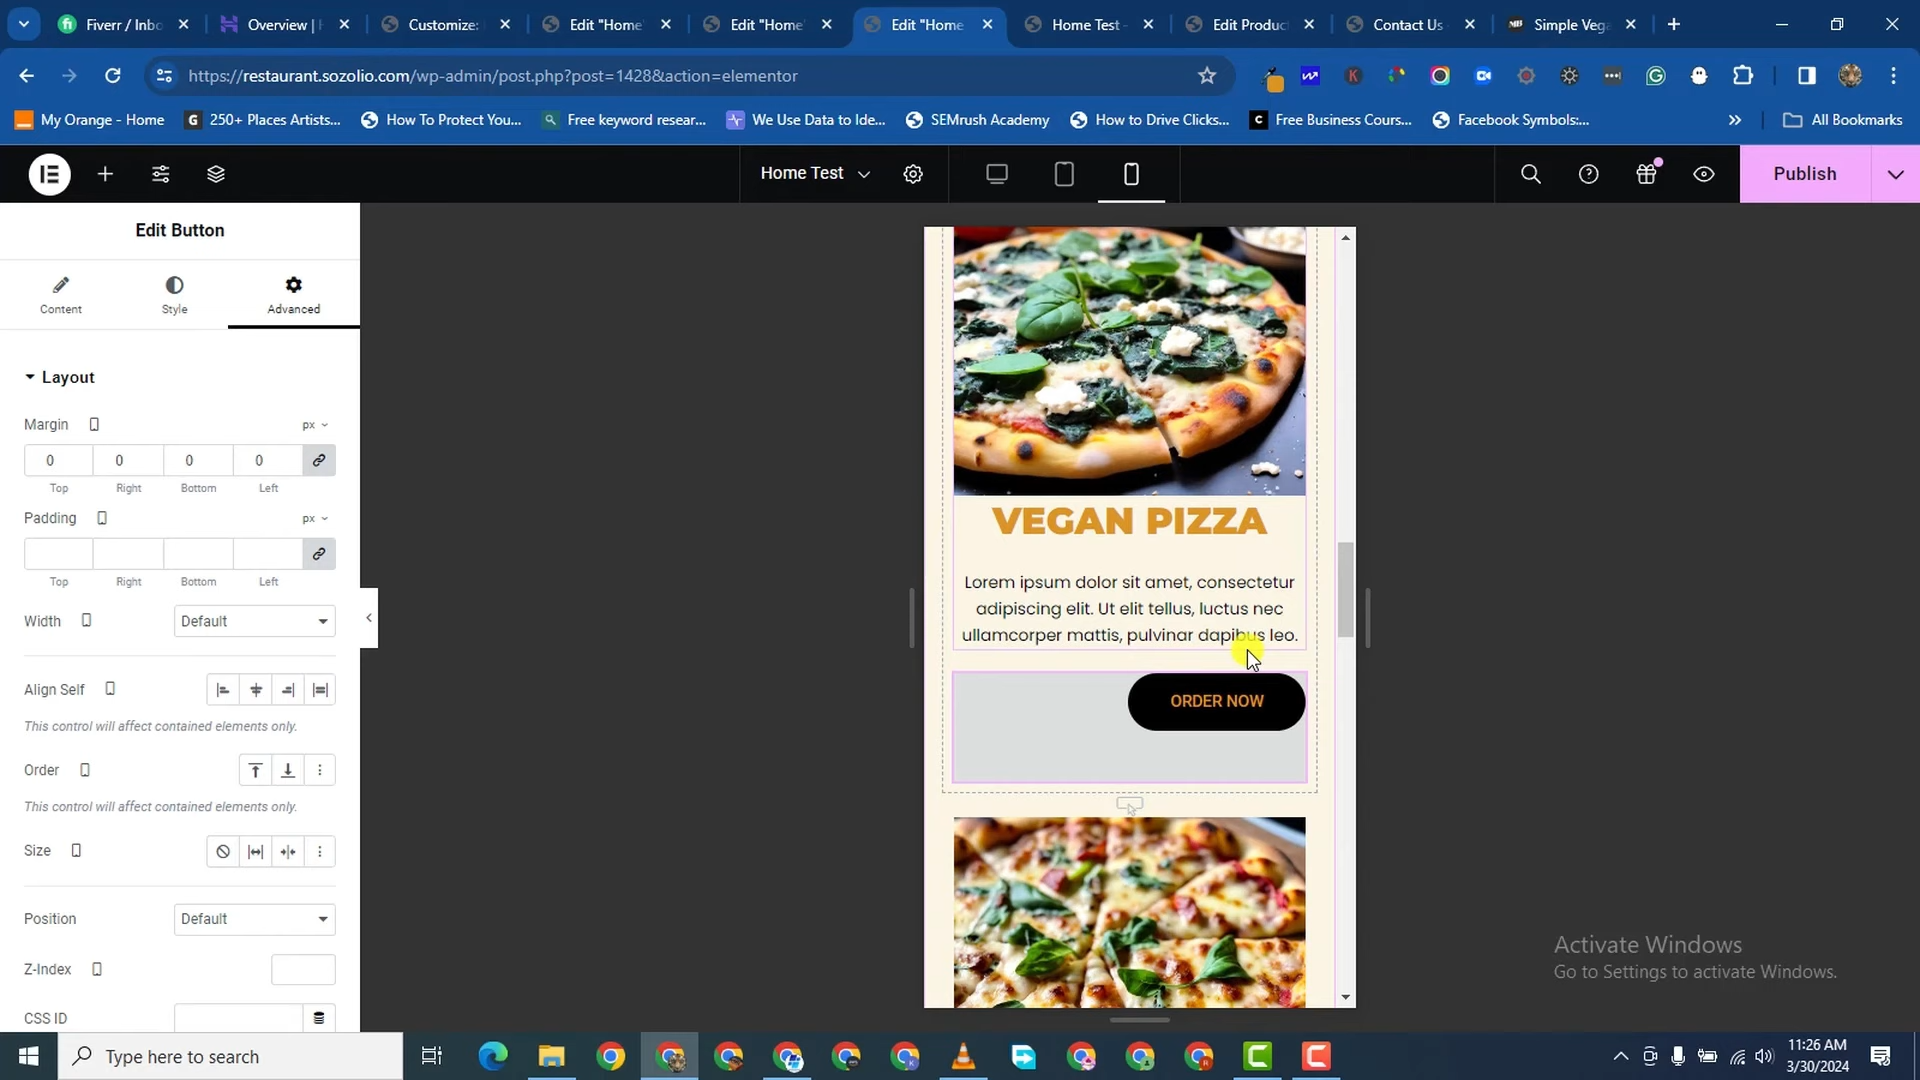 Fiverr / Inbo
Overview |
Customize:
Edit "Home
Edit "Home
Edit "Home
Home Test -
Edit Produc
Contact Us -
Simple Vega
https://restaurant.sozolio.com/wp-admin/post.php?post=1428&action=elementor
My Orange - Home
250+ Places Artists...
How To Protect You...
Free keyword resear...
We Use Data to Ide...
SEMrush Academy
How to Drive Clicks...
Free Business Cours...
Facebook Symbols:...
All Bookmarks
Home Test
Publish
Edit Button
Content
Style
Advanced
Layout
Margin
px
0 0 0 0
Top Right Bottom Left
Padding
px
Top Right Bottom Left
Width
Default
Align Self
This control will affect contained elements only.
Order
This control will affect contained elements only.
Size
Position
Default
Z-Index
CSS ID
VEGAN PIZZA
Lorem ipsum dolor sit amet, consectetur
adipiscing elit. Ut elit tellus, luctus nec
ullamcorper mattis, pulvinar dapibus leo.
ORDER NOW
Activate Windows
Go to Settings to activate Windows.
Type here to search
11:26 AM
3/30/2024